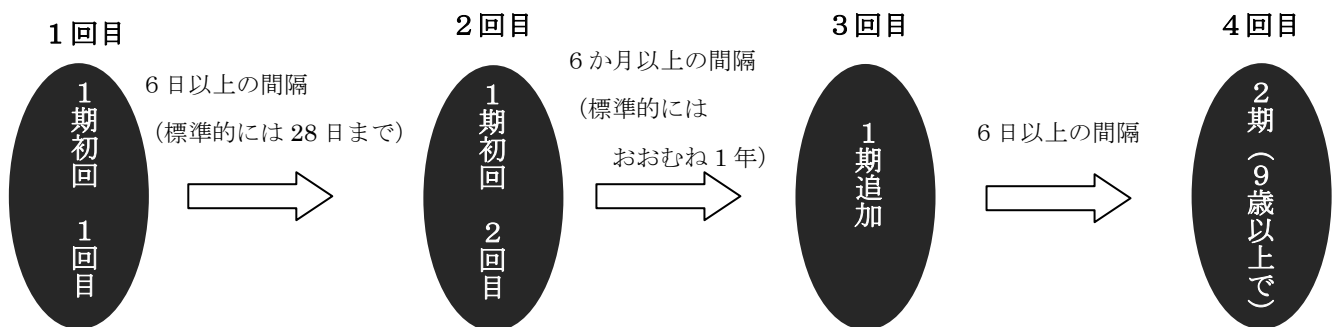 １回目
１期初回　１回目
６日以上の間隔
（標準的には 28 日まで）
２回目
１期初回　２回目
６か月以上の間隔
（標準的には
おおむね１年）
３回目
１期追加
６日以上の間隔
４回目
２期（９歳以上で）